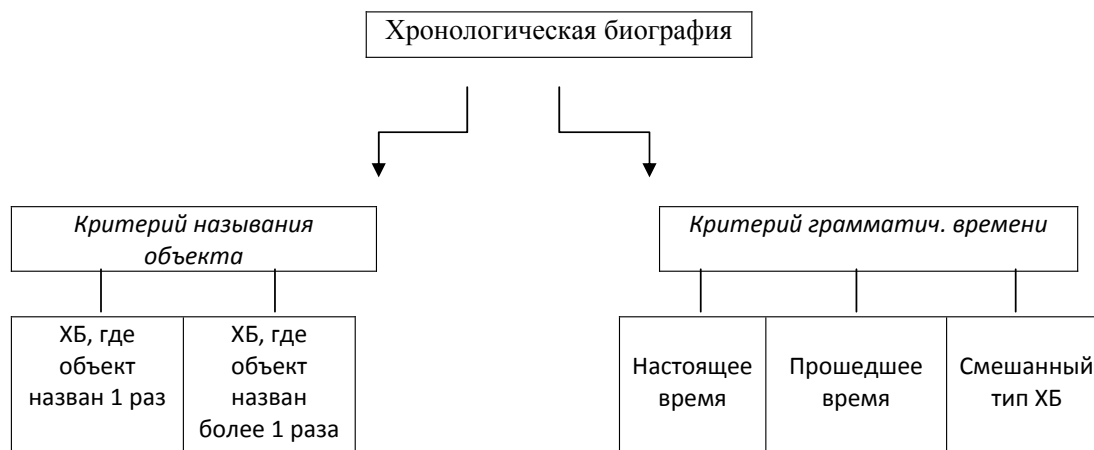 Хронологическая биография
Критерий называния
объекта
Критерий грамматич. времени
ХБ, где
объект
назван 1 раз
ХБ, где
объект
назван
более 1 раза
Настоящее
время
Прошедшее
время
Смешанный
тип ХБ